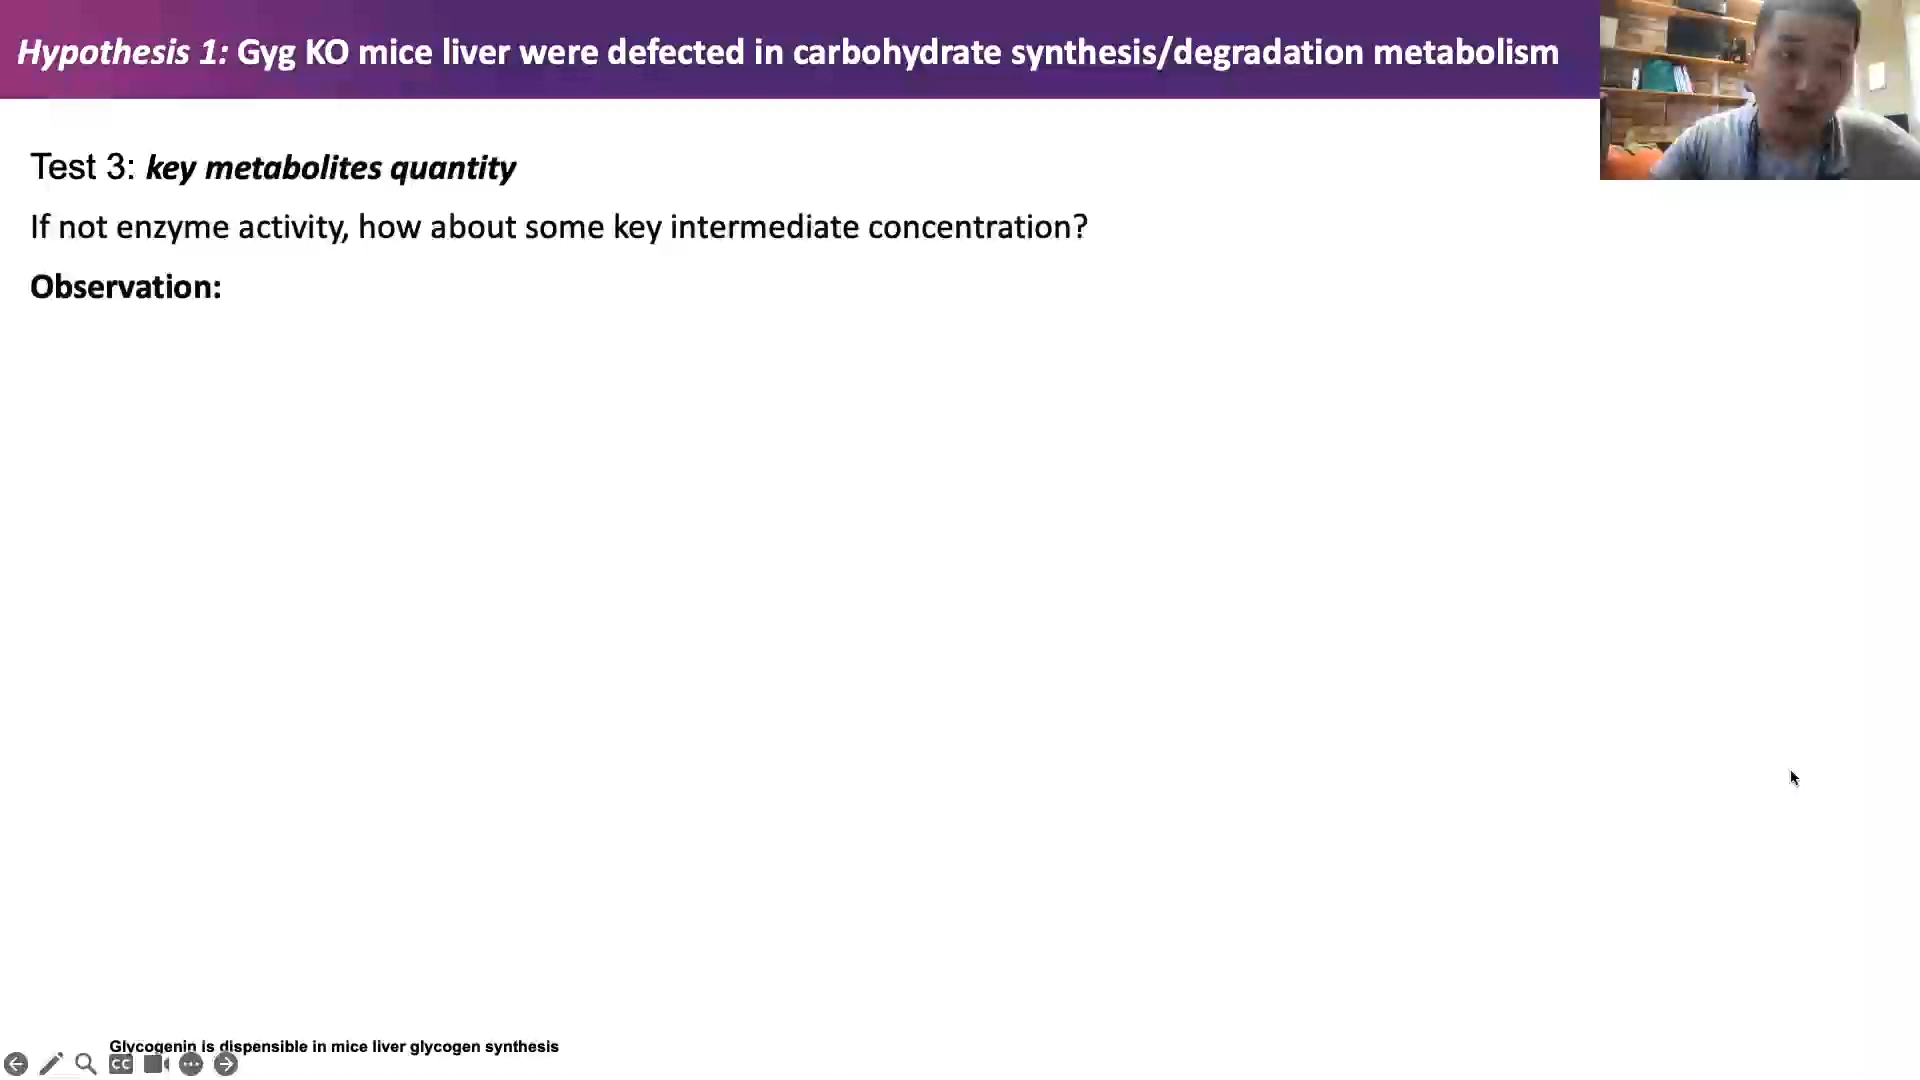 Hypothesis 1: Gyg KO mice liver were defected in carbohydrate synthesis/degradation metabolism
Test 3: key metabolites quantity
If not enzyme activity, how about some key intermediate concentration?
Observation:
Glycogenin is dispensible in mice liver glycogen synthesis
CC